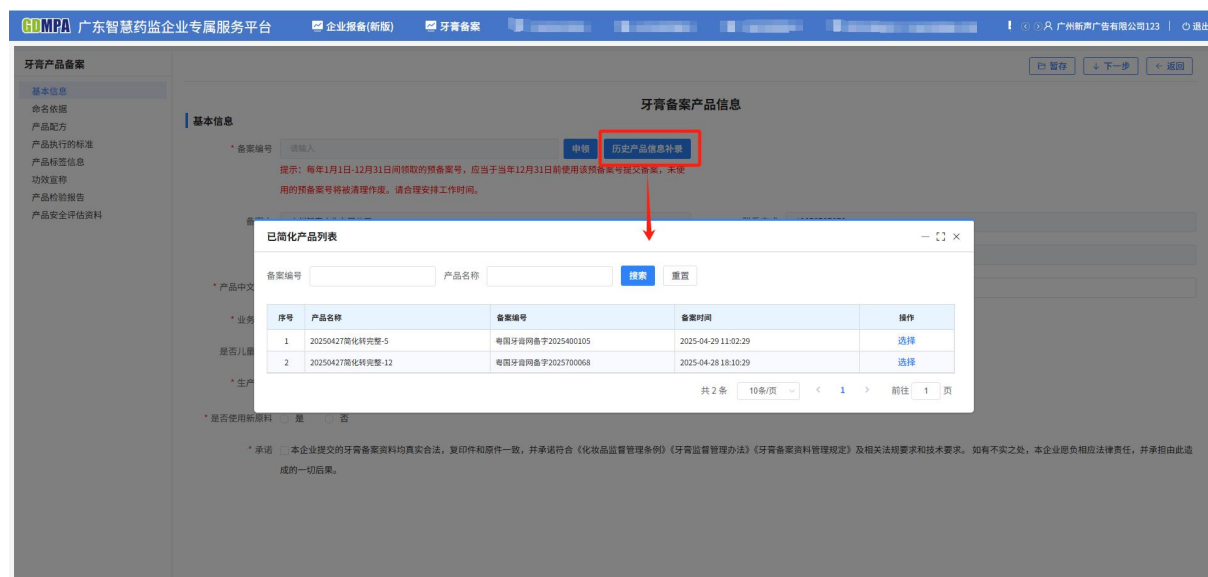 GDMPA 广东智慧药监企业专属服务平台 企业报备(新版) 牙膏备案 广州新声广告有限公司123 退出
牙膏产品备案
暂存 下一步 返回
基本信息
命名依据
产品配方
产品执行的标准
产品标签信息
功效宣称
产品检验报告
产品安全评估资料
牙膏备案产品信息
基本信息
* 备案编号 请输入 申领 历史产品信息补录
提示:每年1月1日-12月31日间领取的预备案号,应当于当年12月31日前使用该预备案号提交备案,未使
用的预备案号将被清理作废。请合理安排工作时间。
已简化产品列表
备案编号 产品名称 搜索 重置
序号 产品名称 备案编号 备案时间 操作
1 20250427简化转完整-5 粤国牙膏网备字2025400105 2025-04-29 11:02:29 选择
2 20250427简化转完整-12 粤国牙膏网备字2025700068 2025-04-28 18:10:29 选择
共 2 条 10条/页 < 1 > 前往 1 页
* 产品中文
* 业务
是否儿童
* 生产
* 是否使用新原料 是 否
* 承诺 本企业提交的牙膏备案资料均真实合法,复印件和原件一致,并承诺符合《化妆品监督管理条例》《牙膏监督管理办法》《牙膏备案资料管理规定》及相关法规要求和技术要求。 如有不实之处,本企业愿负相应法律责任,并承担由此造
成的一切后果。